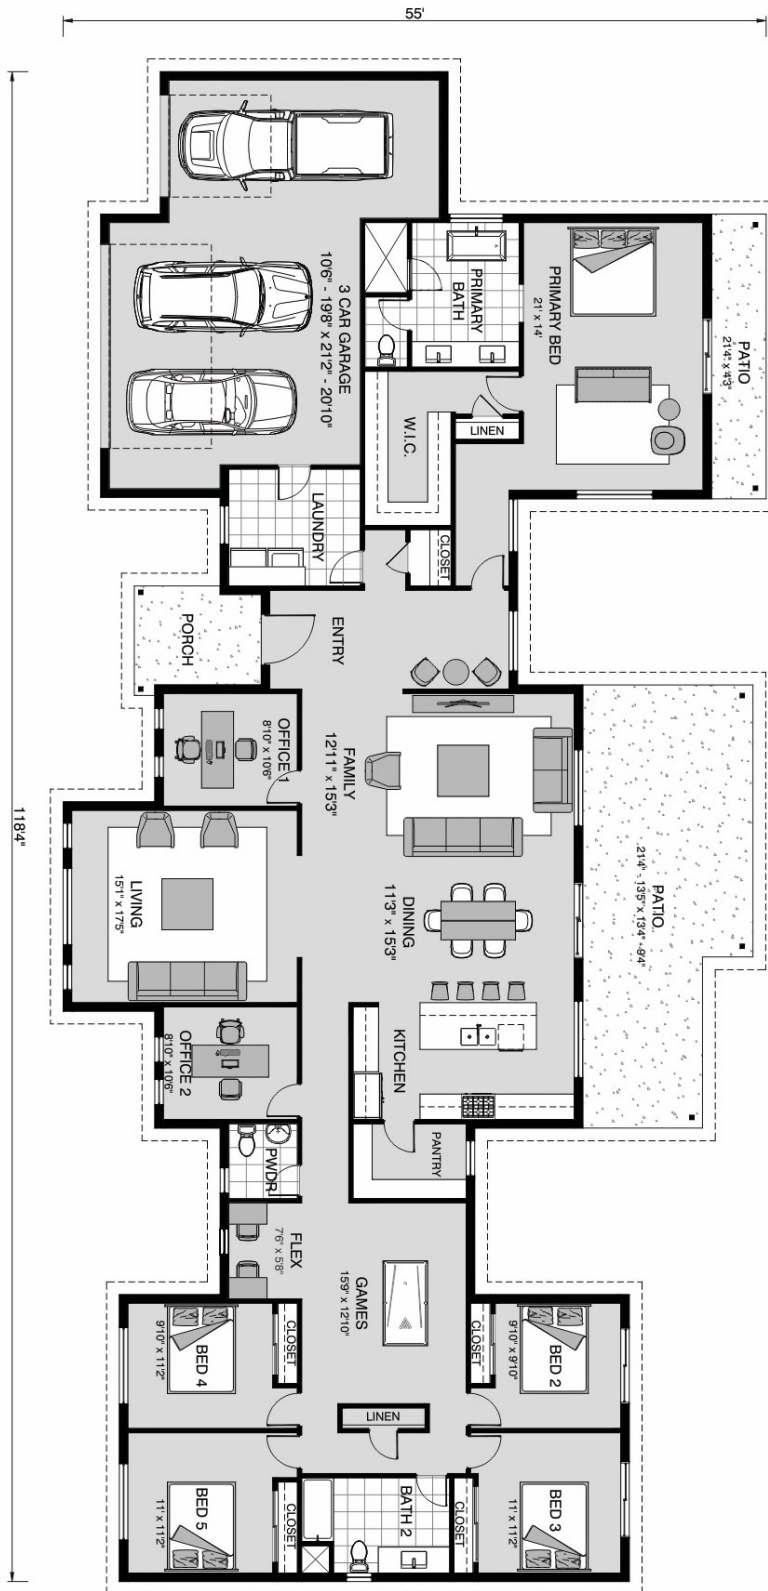 55'
118'4"
3 CAR GARAGE
10'6" - 19'8" x 21'2" - 20'10"
PRIMARY
BATH
PRIMARY BED
21' x 14'
PATIO
21'4" x 4'3"
W.I.C.
LINEN
LAUNDRY
CLOSET
PORCH
ENTRY
OFFICE 1
8'10" x 10'6"
FAMILY
12'11" x 15'3"
LIVING
15'1" x 17'5"
DINING
11'3" x 15'3"
PATIO
21'4" - 13'5" x 13'4" - 9'4"
OFFICE 2
8'10" x 10'6"
KITCHEN
PWDR
PANTRY
FLEX
7'6" x 5'8"
GAMES
15'9" x 12'10"
BED 4
9'10" x 11'2"
CLOSET
CLOSET
BED 2
9'10" x 9'10"
LINEN
BED 5
11' x 11'2"
CLOSET
BATH 2
CLOSET
BED 3
11' x 11'2"